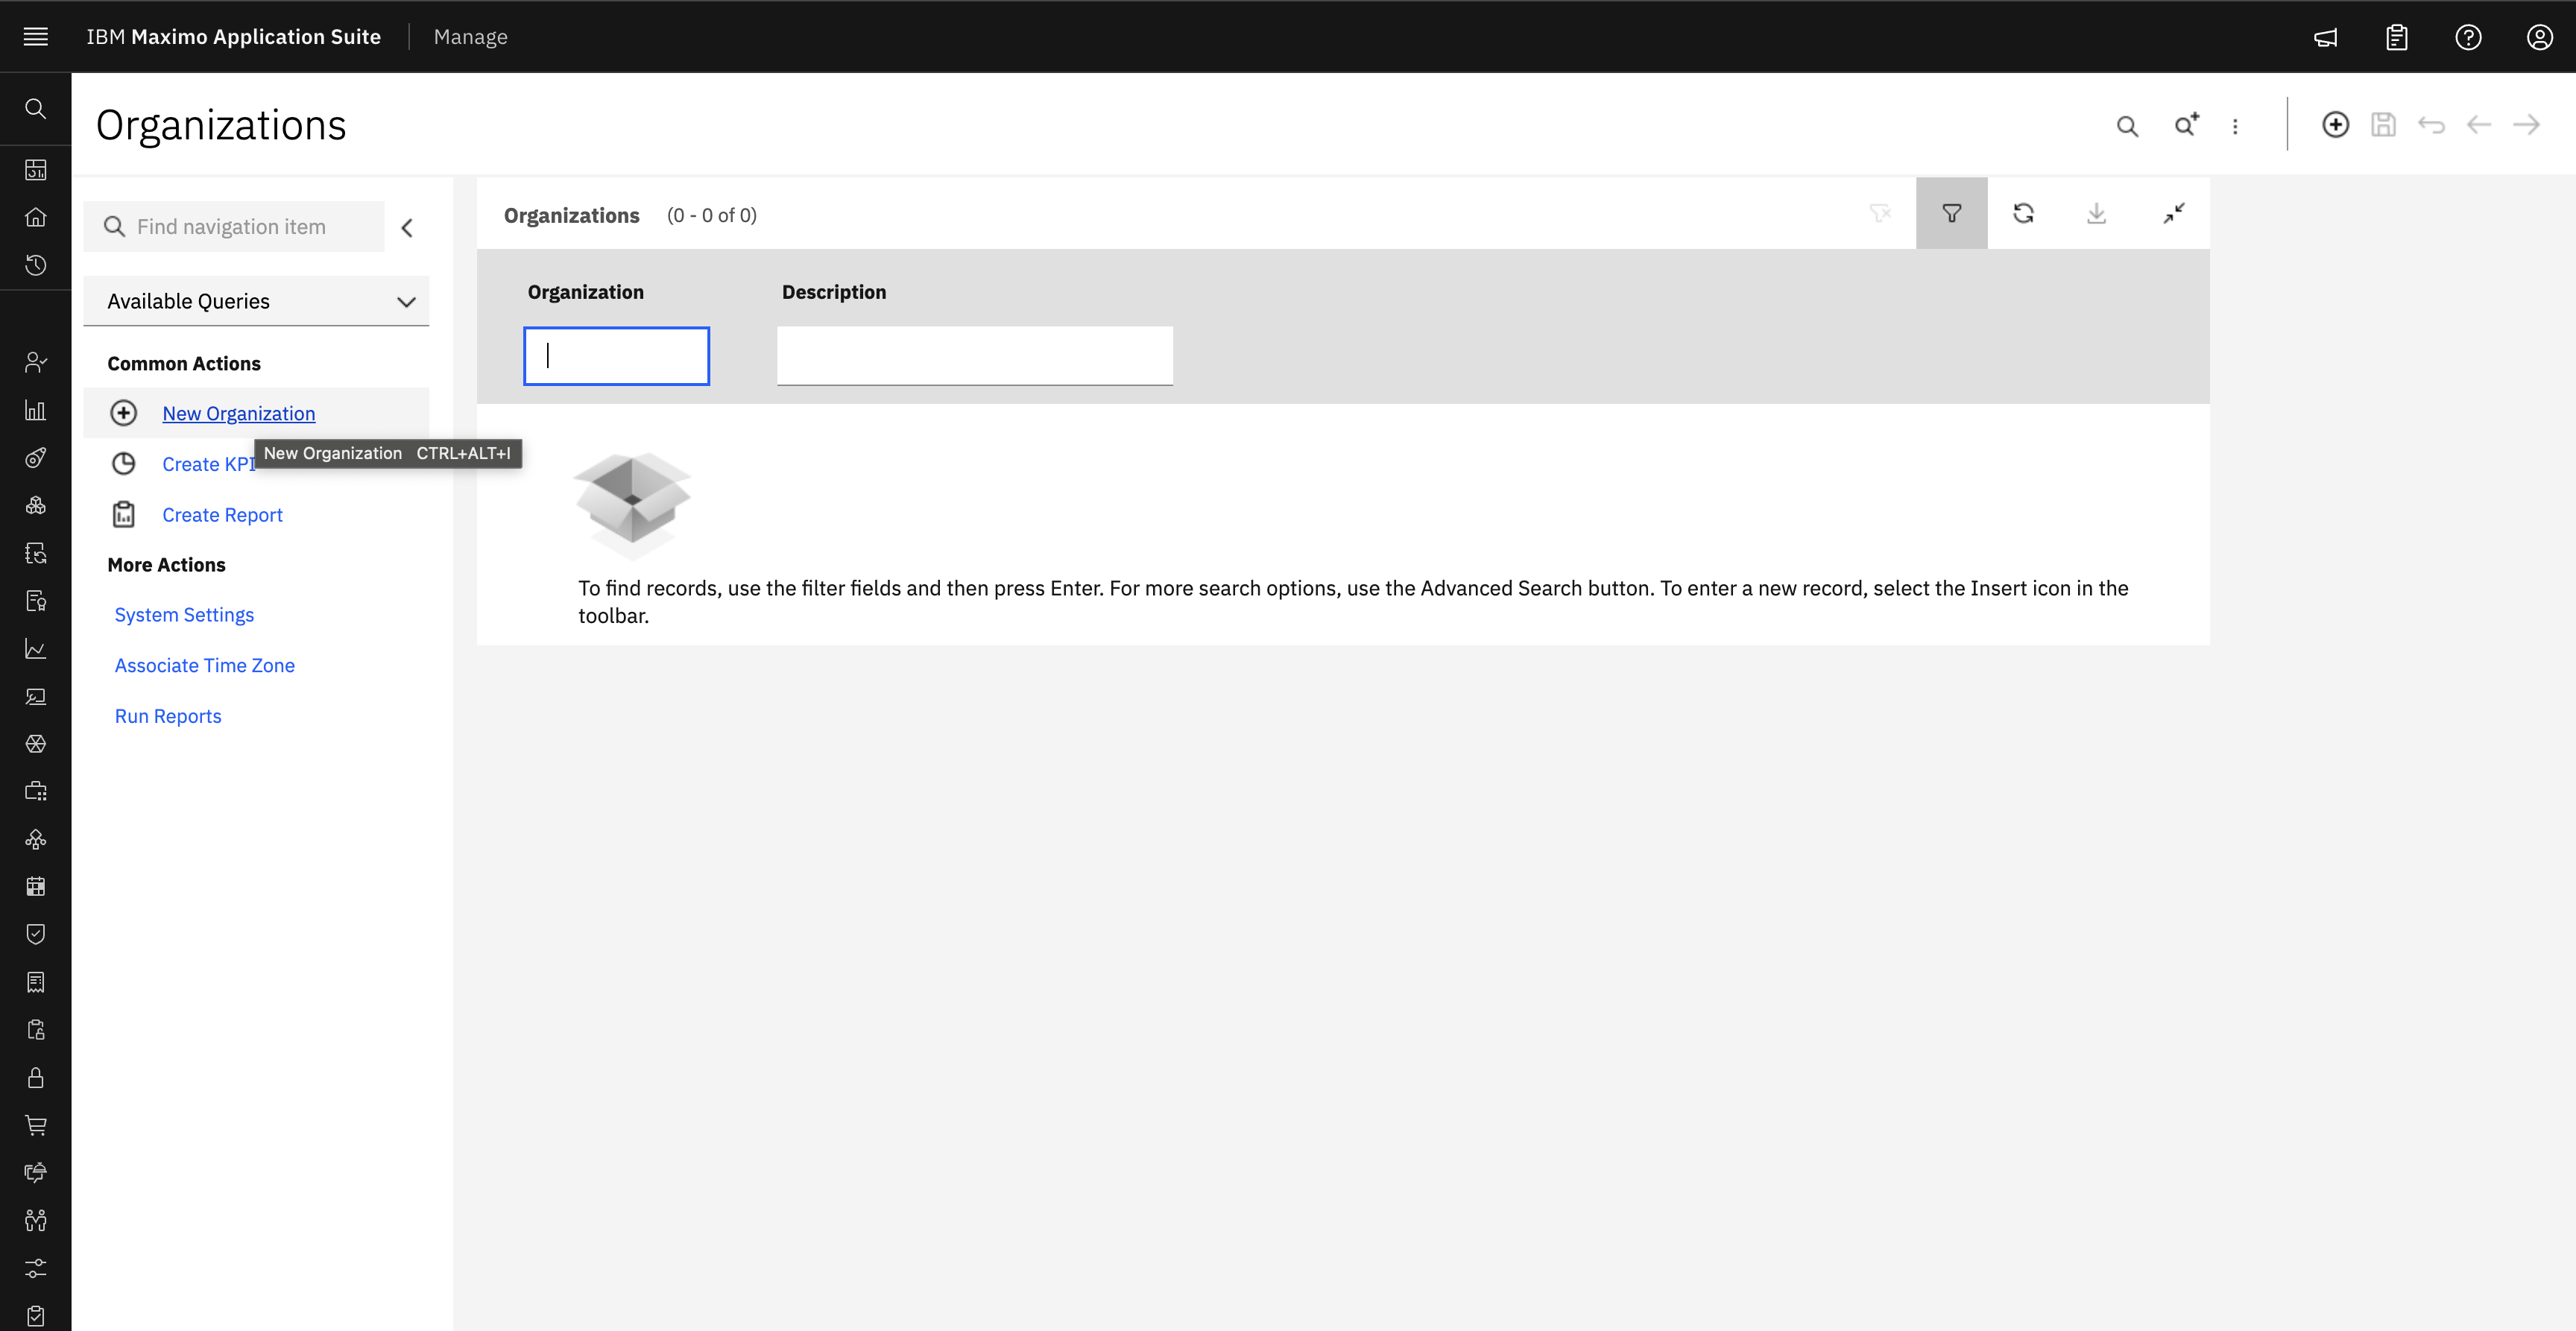 IBM Maximo Application Suite Manage
Organizations
Find navigation item
Available Queries
Common Actions
New Organization
New Organization CTRL+ALT+I
Create KPI
Create Report
More Actions
System Settings
Associate Time Zone
Run Reports
Organizations (0 - 0 of 0)
Organization Description
To find records, use the filter fields and then press Enter. For more search options, use the Advanced Search button. To enter a new record, select the Insert icon in the
toolbar.